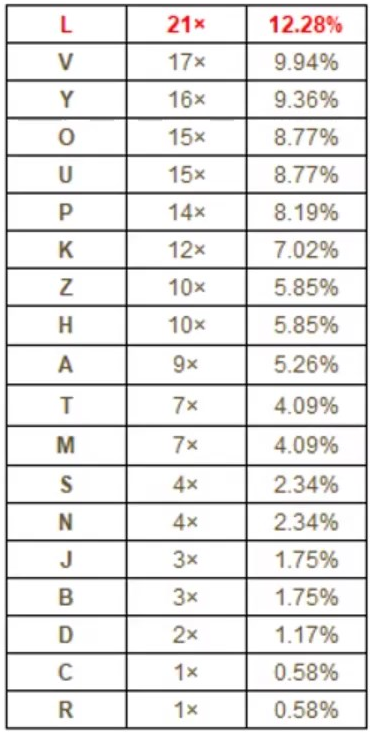 L 21× 12.28%
V 17× 9.94%
Y 16× 9.36%
O 15× 8.77%
U 15× 8.77%
P 14× 8.19%
K 12× 7.02%
Z 10× 5.85%
H 10× 5.85%
A 9× 5.26%
T 7× 4.09%
M 7× 4.09%
S 4× 2.34%
N 4× 2.34%
J 3× 1.75%
B 3× 1.75%
D 2× 1.17%
C 1× 0.58%
R 1× 0.58%